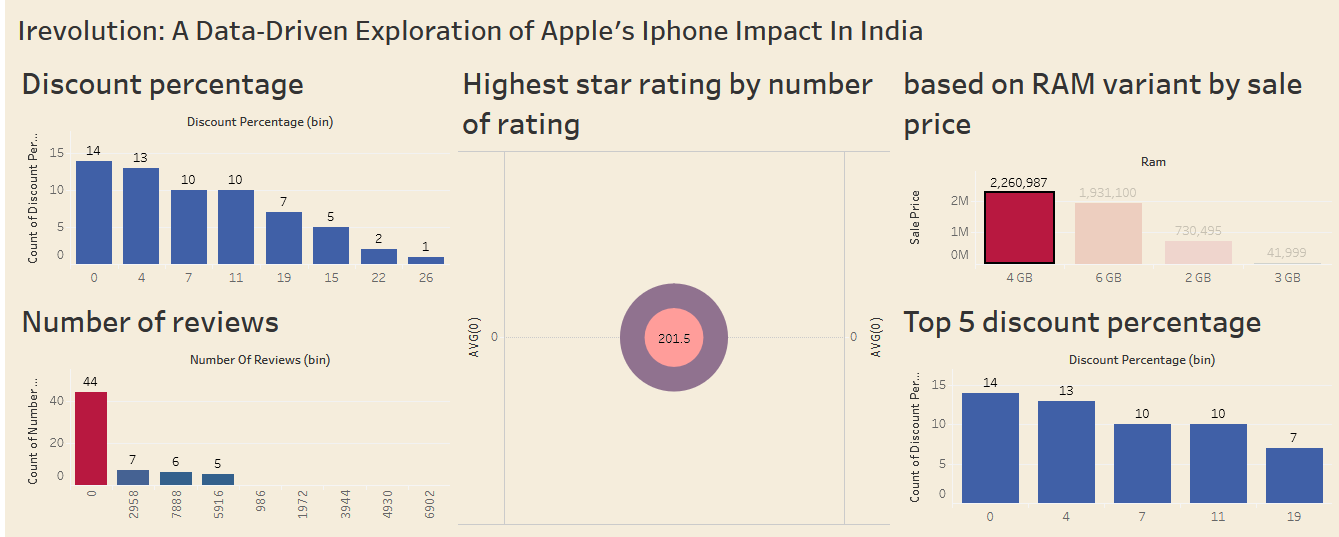 Irevolution: A Data-Driven Exploration of Apple’s Iphone Impact In India
Discount percentage
Discount Percentage (bin)
Count of Discount Per...
15
10
5
0
14
13
10
10
7
5
2
1
0
4
7
11
19
15
22
26
Number of reviews
Number Of Reviews (bin)
Count of Number ...
40
20
0
44
7
6
5
0
2958
7888
5916
986
1972
3944
4930
6902
Highest star rating by number
of rating
AVG(0)
0
201.5
0
AVG(0)
based on RAM variant by sale
price
Ram
Sale Price
2M
1M
0M
2,260,987
1,931,100
730,495
41,999
4 GB
6 GB
2 GB
3 GB
Top 5 discount percentage
Discount Percentage (bin)
Count of Discount Per...
15
10
5
0
14
13
10
10
7
0
4
7
11
19